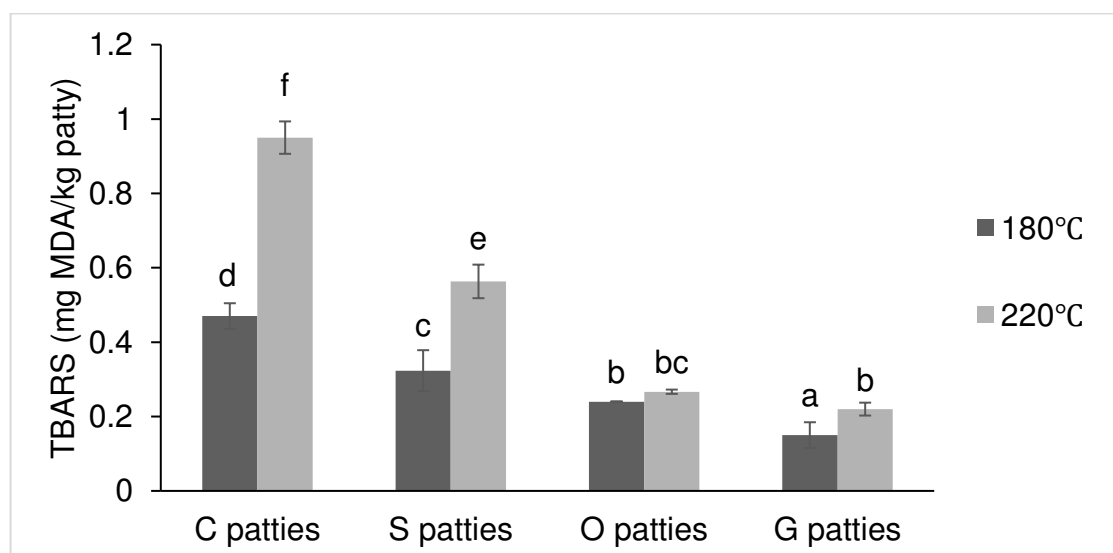 TBARS (mg MDA/kg patty)
1.2
1
0.8
0.6
0.4
0.2
0
d
f
c
e
b
bc
a
b
C patties
S patties
O patties
G patties
180℃
220℃